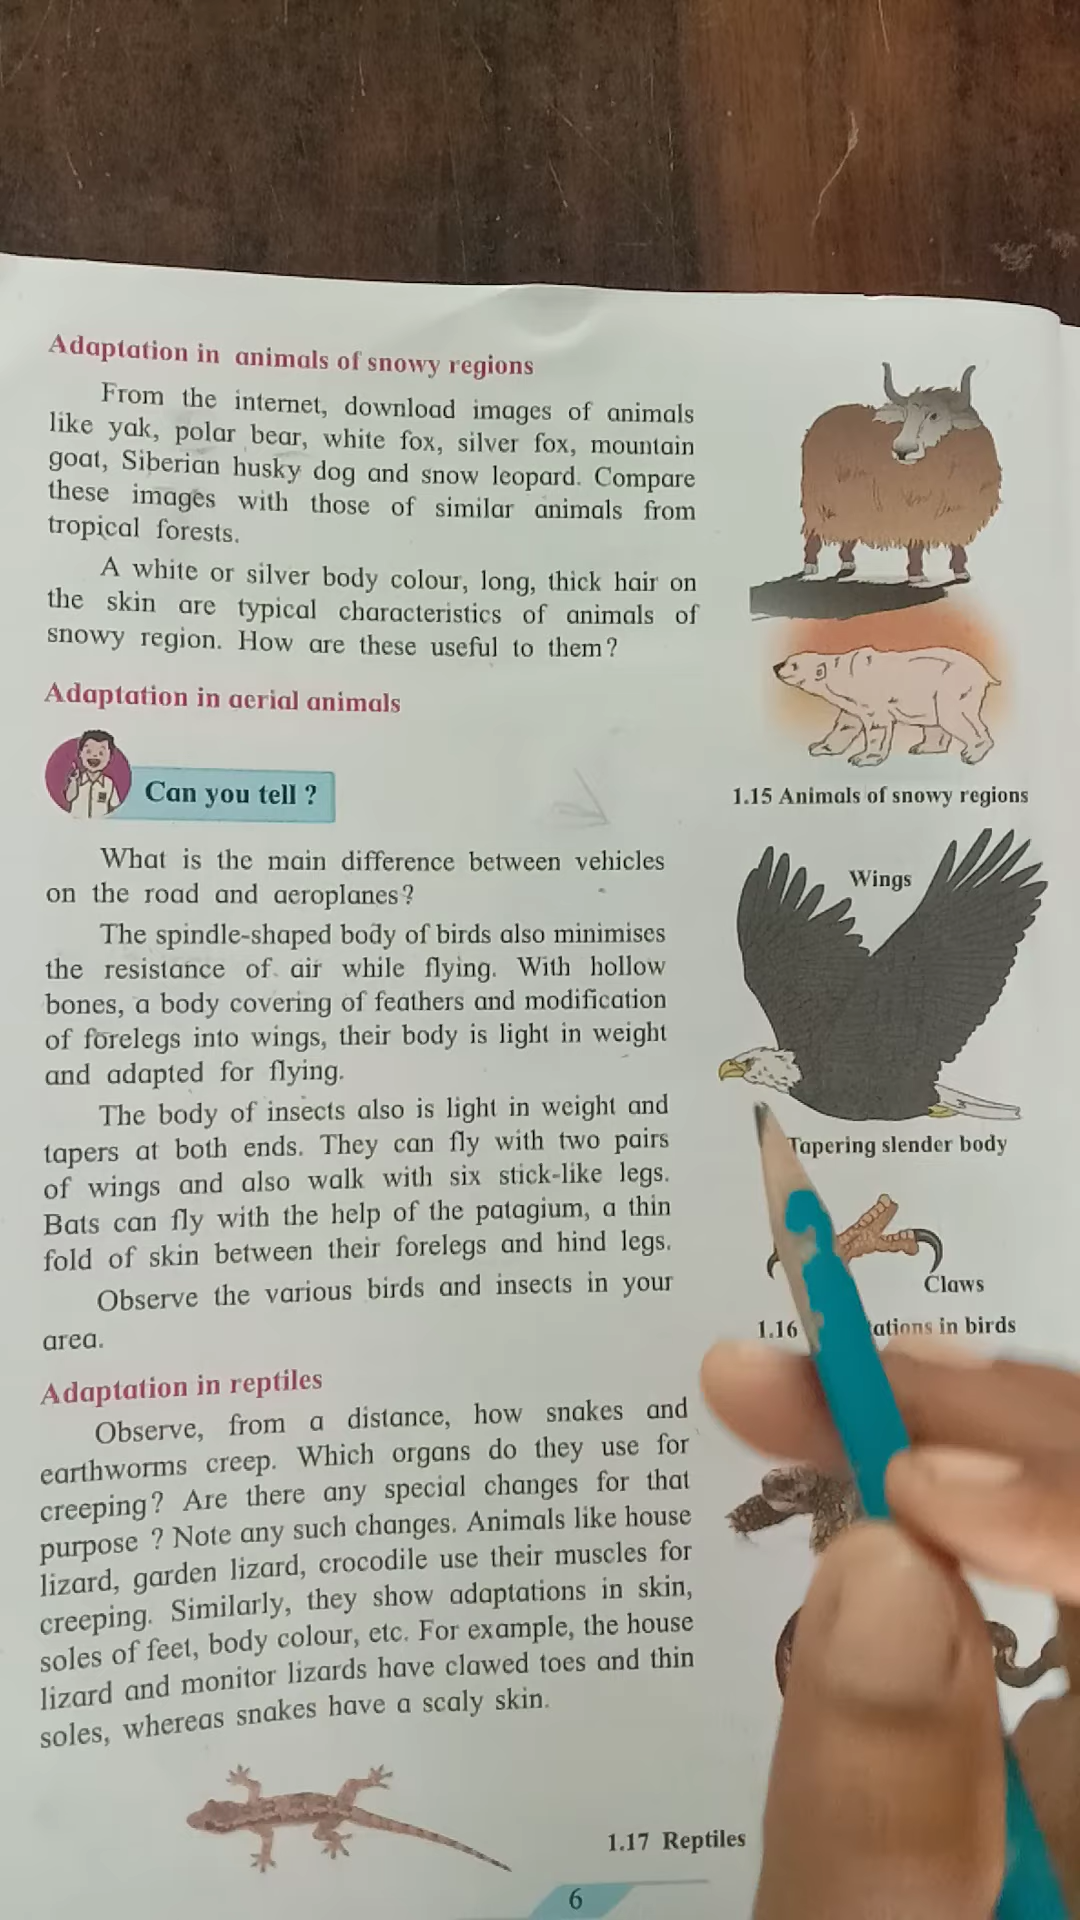 Adaptation in animals of snowy regions
From the internet, download images of animals
like yak, polar bear, white fox, silver fox, mountain
goat, Siberian husky dog and snow leopard. Compare
these images with those of similar animals from
tropical forests.
A white or silver body colour, long, thick hair on
the skin are typical characteristics of animals of
snowy region. How are these useful to them?
1.15 Animals of snowy regions
Adaptation in aerial animals
Can you tell ?
What is the main difference between vehicles
on the road and aeroplanes?
The spindle-shaped body of birds also minimises
the resistance of air while flying. With hollow
bones, a body covering of feathers and modification
of forelegs into wings, their body is light in weight
and adapted for flying.
The body of insects also is light in weight and
tapers at both ends. They can fly with two pairs
of wings and also walk with six stick-like legs.
Bats can fly with the help of the patagium, a thin
fold of skin between their forelegs and hind legs.
Observe the various birds and insects in your
area.
Wings
Tapering slender body
Claws
1.16 ations in birds
Adaptation in reptiles
Observe, from a distance, how snakes and
earthworms creep. Which organs do they use for
creeping? Are there any special changes for that
purpose ? Note any such changes. Animals like house
lizard, garden lizard, crocodile use their muscles for
creeping. Similarly, they show adaptations in skin,
soles of feet, body colour, etc. For example, the house
lizard and monitor lizards have clawed toes and thin
soles, whereas snakes have a scaly skin.
1.17 Reptiles
6